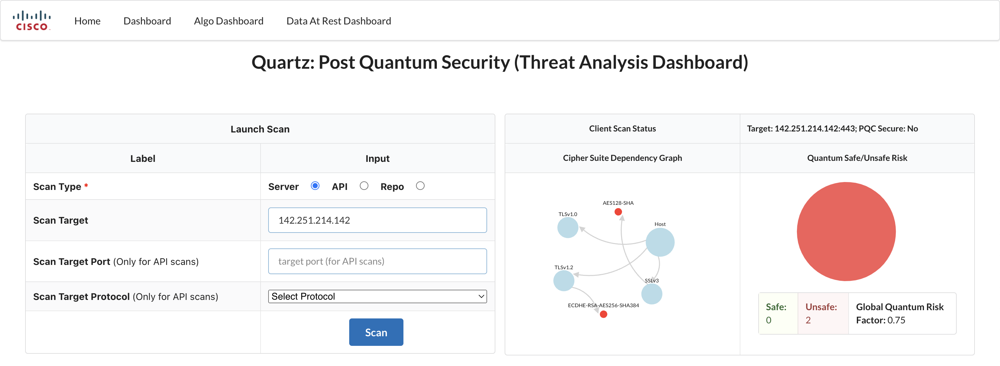 CISCO
Home Dashboard Algo Dashboard Data At Rest Dashboard
Quartz: Post Quantum Security (Threat Analysis Dashboard)
Launch Scan
Label Input
Scan Type * Server API Repo
Scan Target 142.251.214.142
Scan Target Port (Only for API scans) target port (for API scans)
Scan Target Protocol (Only for API scans) Select Protocol
Scan
Client Scan Status Target: 142.251.214.142:443; PQC Secure: No
Cipher Suite Dependency Graph Quantum Safe/Unsafe Risk
AES128-SHA
TLSv1.0
Host
TLSv1.2
SSLv3
ECDHE-RSA-AES256-SHA384
Safe: Unsafe: Global Quantum Risk
0 2 Factor: 0.75